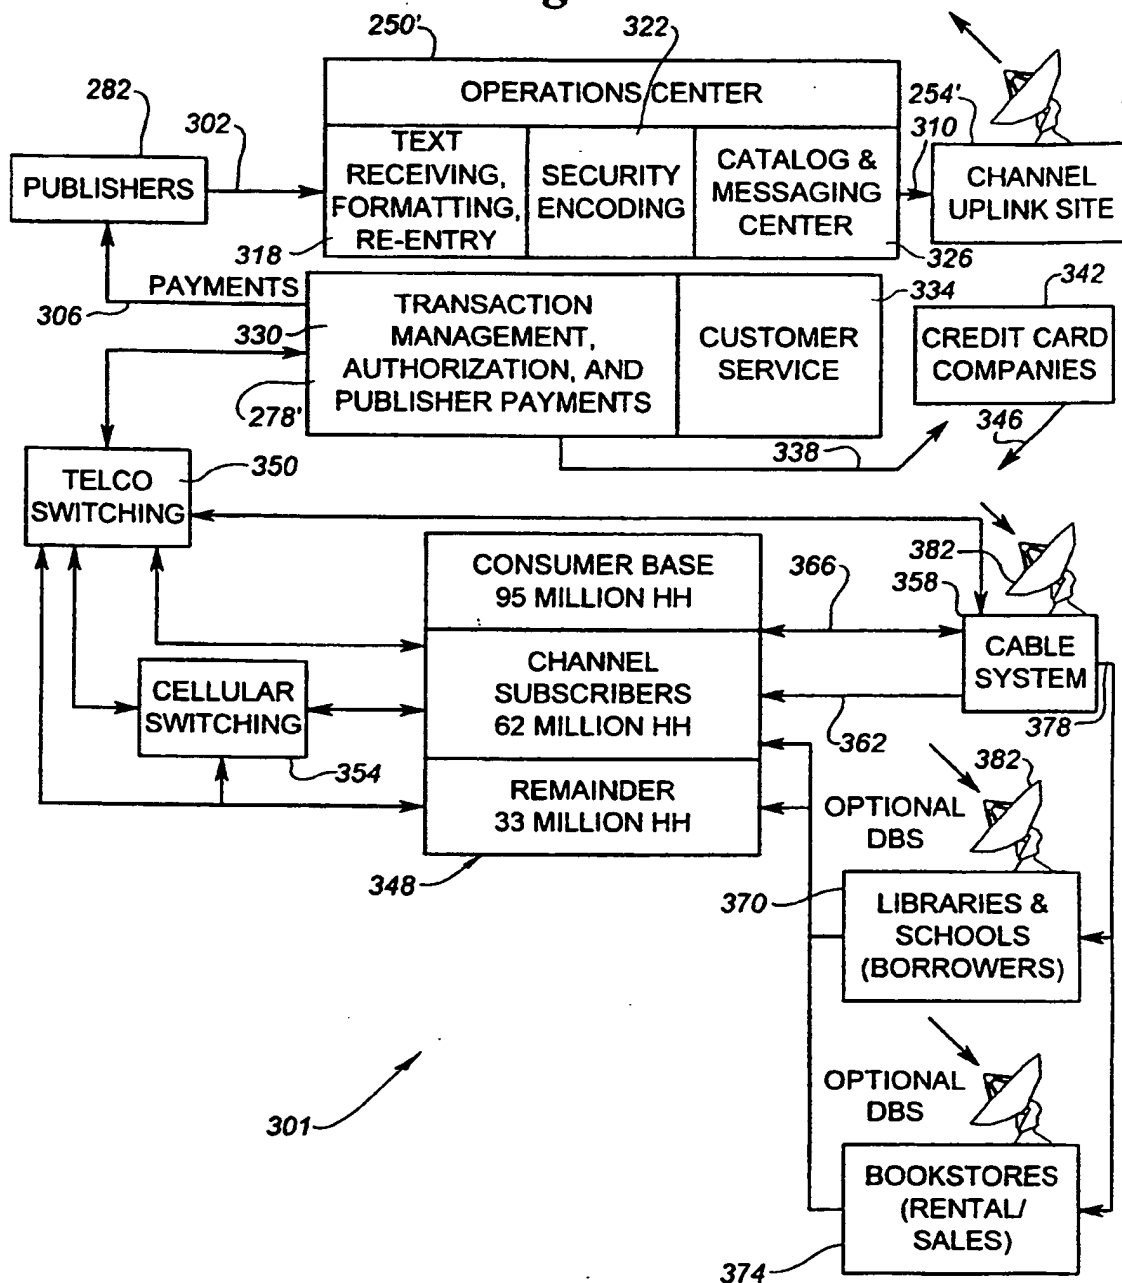 g
250'
322
282
302
OPERATIONS CENTER
254'
310
PUBLISHERS
TEXT
RECEIVING,
FORMATTING,
RE-ENTRY
318
SECURITY
ENCODING
CATALOG &
MESSAGING
CENTER
326
CHANNEL
UPLINK SITE
PAYMENTS
306
330
TRANSACTION
MANAGEMENT,
AUTHORIZATION, AND
PUBLISHER PAYMENTS
278'
334
CUSTOMER
SERVICE
342
CREDIT CARD
COMPANIES
346
338
TELCO
SWITCHING
350
CONSUMER BASE
95 MILLION HH
366
382
358
CABLE
SYSTEM
378
CHANNEL
SUBSCRIBERS
62 MILLION HH
362
CELLULAR
SWITCHING
354
REMAINDER
33 MILLION HH
348
382
OPTIONAL
DBS
370
LIBRARIES &
SCHOOLS
(BORROWERS)
301
OPTIONAL
DBS
BOOKSTORES
(RENTAL/
SALES)
374